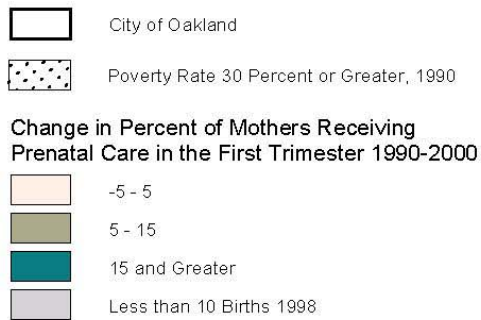 City of Oakland
Poverty Rate 30 Percent or Greater, 1990
Change in Percent of Mothers Receiving
Prenatal Care in the First Trimester 1990-2000
-5 - 5
5 - 15
15 and Greater
Less than 10 Births 1998